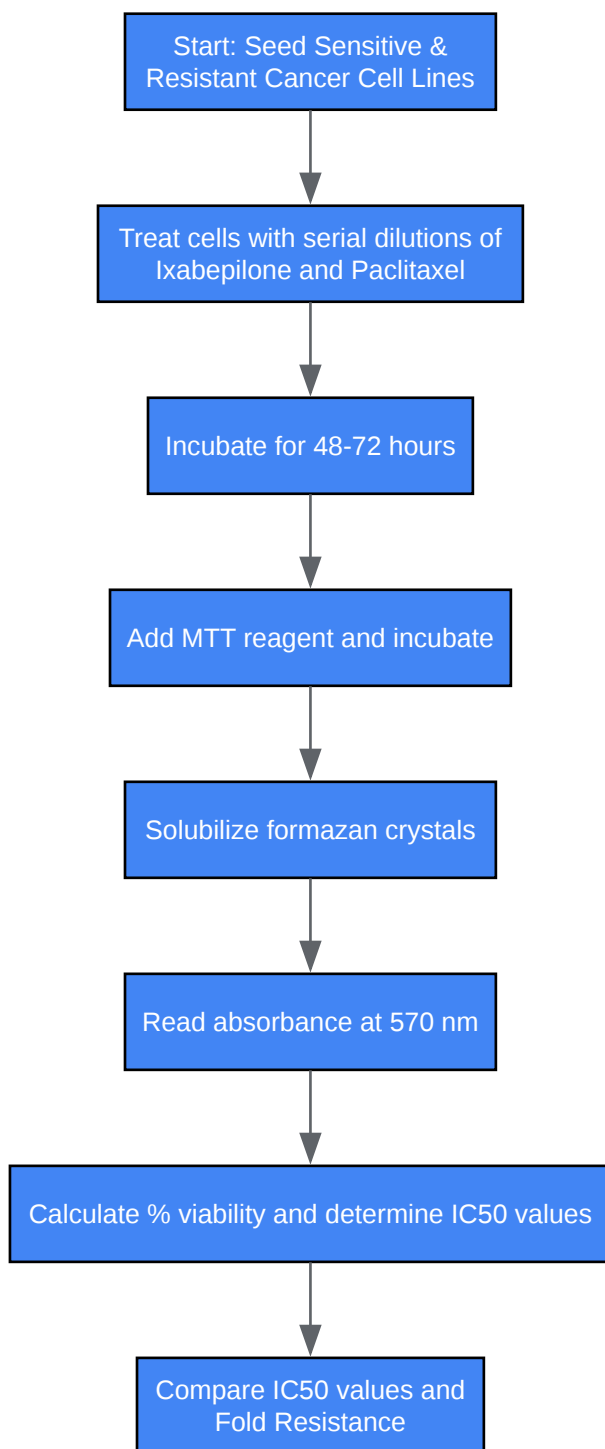 Start: Seed Sensitive &
Resistant Cancer Cell Lines
Treat cells with serial dilutions of
Ixabepilone and Paclitaxel
Incubate for 48-72 hours
Add MTT reagent and incubate
Solubilize formazan crystals
Read absorbance at 570 nm
Calculate % viability and determine IC50 values
Compare IC50 values and
Fold Resistance